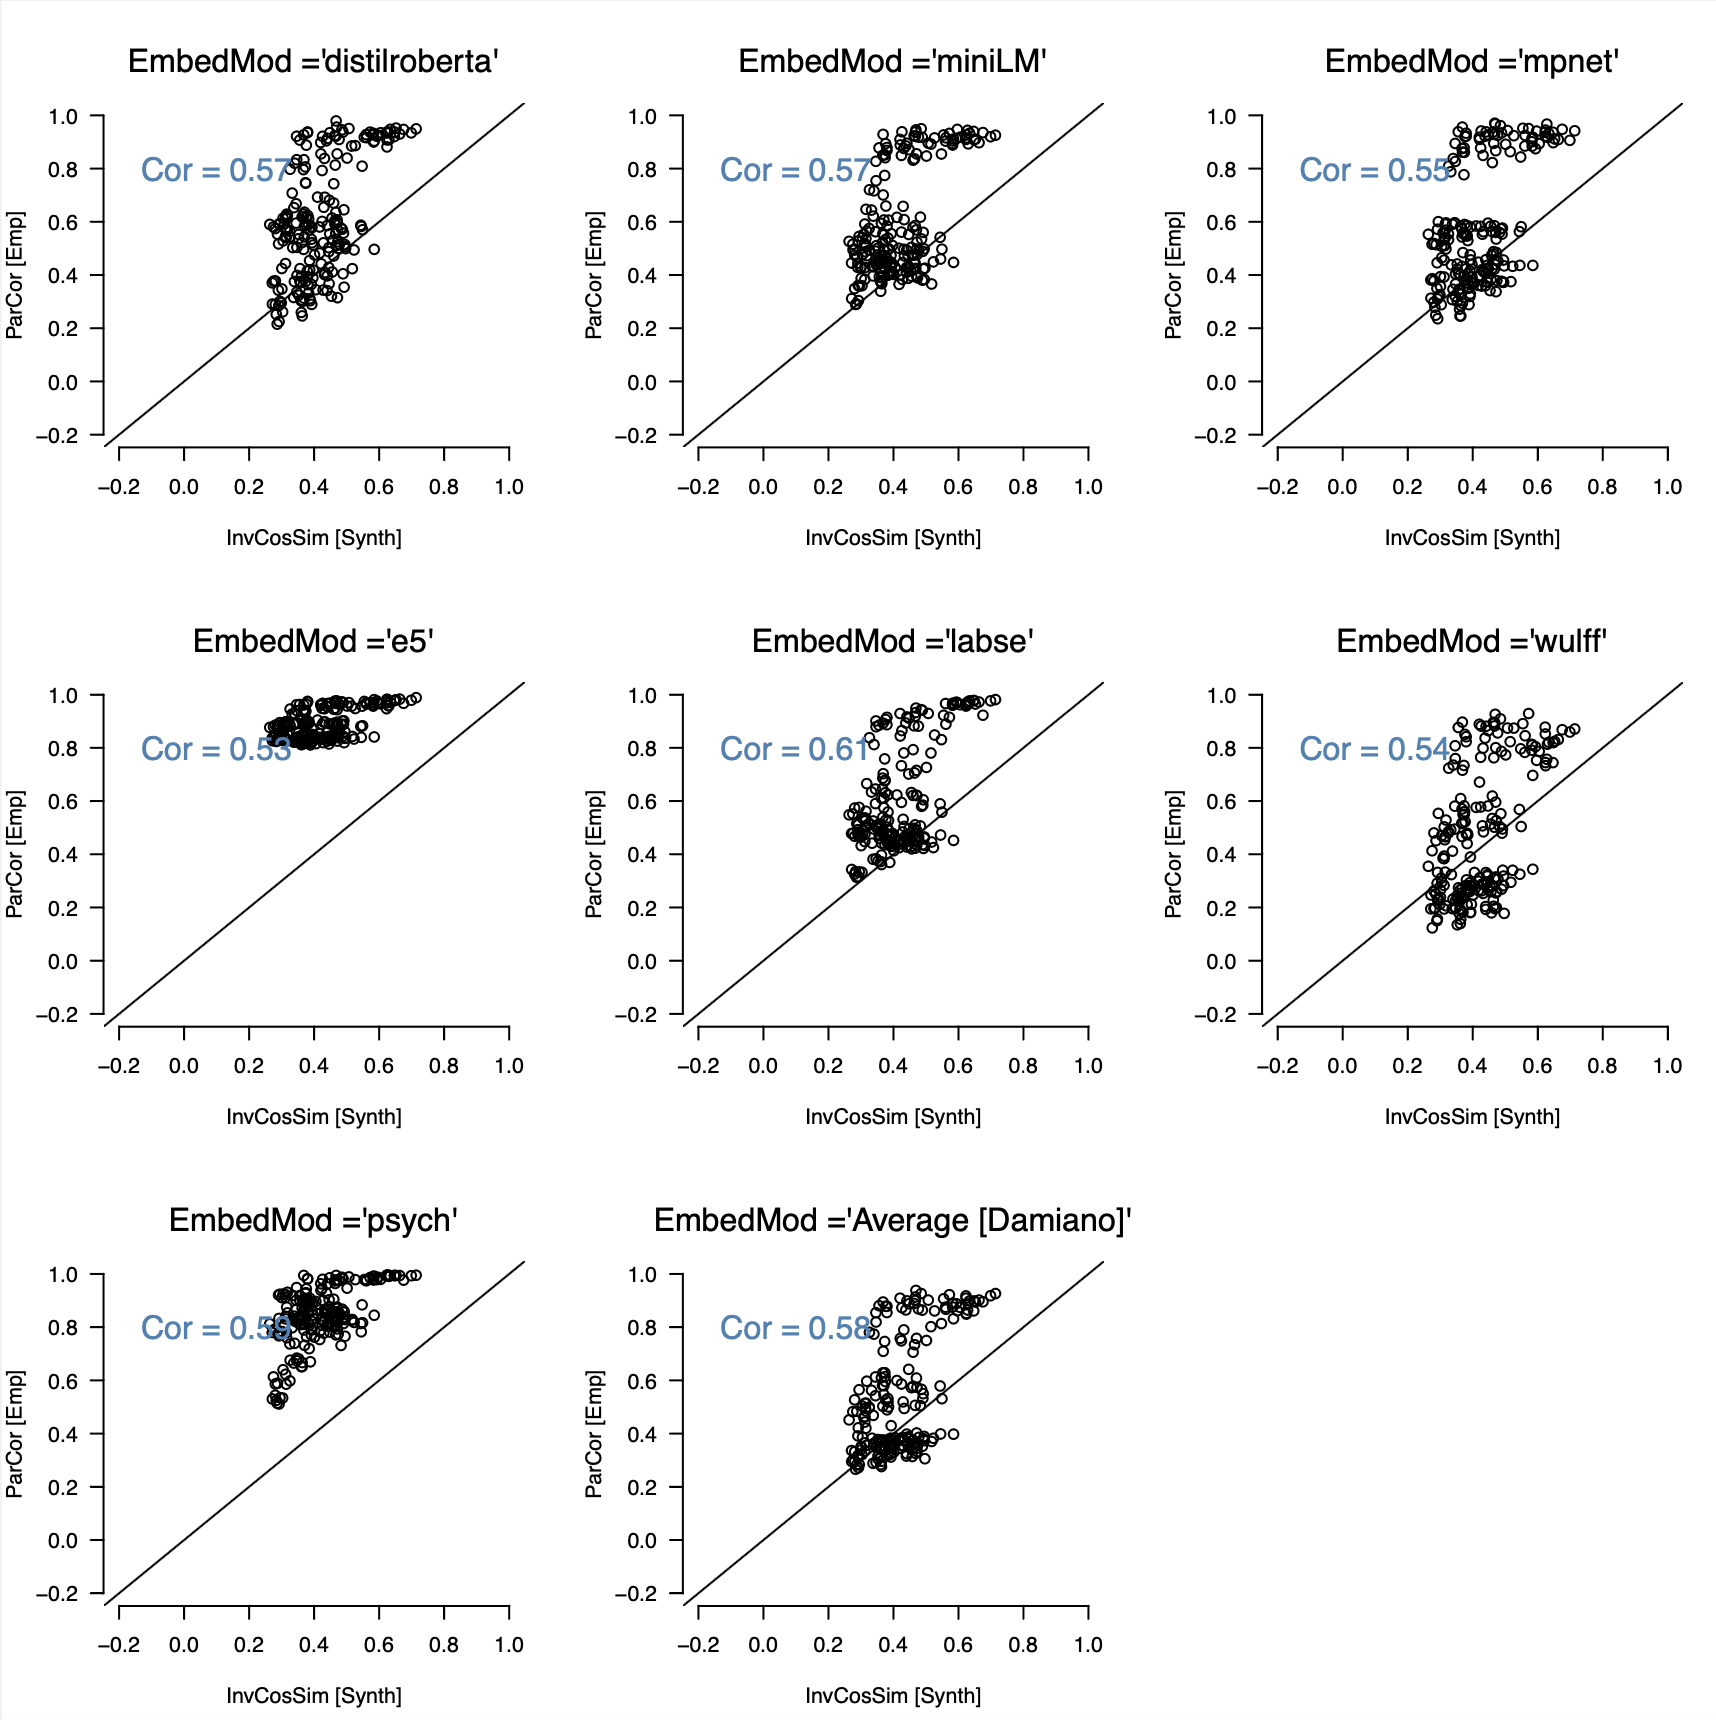 EmbedMod ='distilroberta'
1.0
0.8
0.6
0.4
0.2
0.0
−0.2
ParCor [Emp]
Cor = 0.57
−0.2 0.0 0.2 0.4 0.6 0.8 1.0
InvCosSim [Synth]
EmbedMod ='miniLM'
1.0
0.8
0.6
0.4
0.2
0.0
−0.2
ParCor [Emp]
Cor = 0.57
−0.2 0.0 0.2 0.4 0.6 0.8 1.0
InvCosSim [Synth]
EmbedMod ='mpnet'
1.0
0.8
0.6
0.4
0.2
0.0
−0.2
ParCor [Emp]
Cor = 0.55
−0.2 0.0 0.2 0.4 0.6 0.8 1.0
InvCosSim [Synth]
EmbedMod ='e5'
1.0
0.8
0.6
0.4
0.2
0.0
−0.2
ParCor [Emp]
Cor = 0.53
−0.2 0.0 0.2 0.4 0.6 0.8 1.0
InvCosSim [Synth]
EmbedMod ='labse'
1.0
0.8
0.6
0.4
0.2
0.0
−0.2
ParCor [Emp]
Cor = 0.61
−0.2 0.0 0.2 0.4 0.6 0.8 1.0
InvCosSim [Synth]
EmbedMod ='wulff'
1.0
0.8
0.6
0.4
0.2
0.0
−0.2
ParCor [Emp]
Cor = 0.54
−0.2 0.0 0.2 0.4 0.6 0.8 1.0
InvCosSim [Synth]
EmbedMod ='psych'
1.0
0.8
0.6
0.4
0.2
0.0
−0.2
ParCor [Emp]
Cor = 0.59
−0.2 0.0 0.2 0.4 0.6 0.8 1.0
InvCosSim [Synth]
EmbedMod ='Average [Damiano]'
1.0
0.8
0.6
0.4
0.2
0.0
−0.2
ParCor [Emp]
Cor = 0.58
−0.2 0.0 0.2 0.4 0.6 0.8 1.0
InvCosSim [Synth]